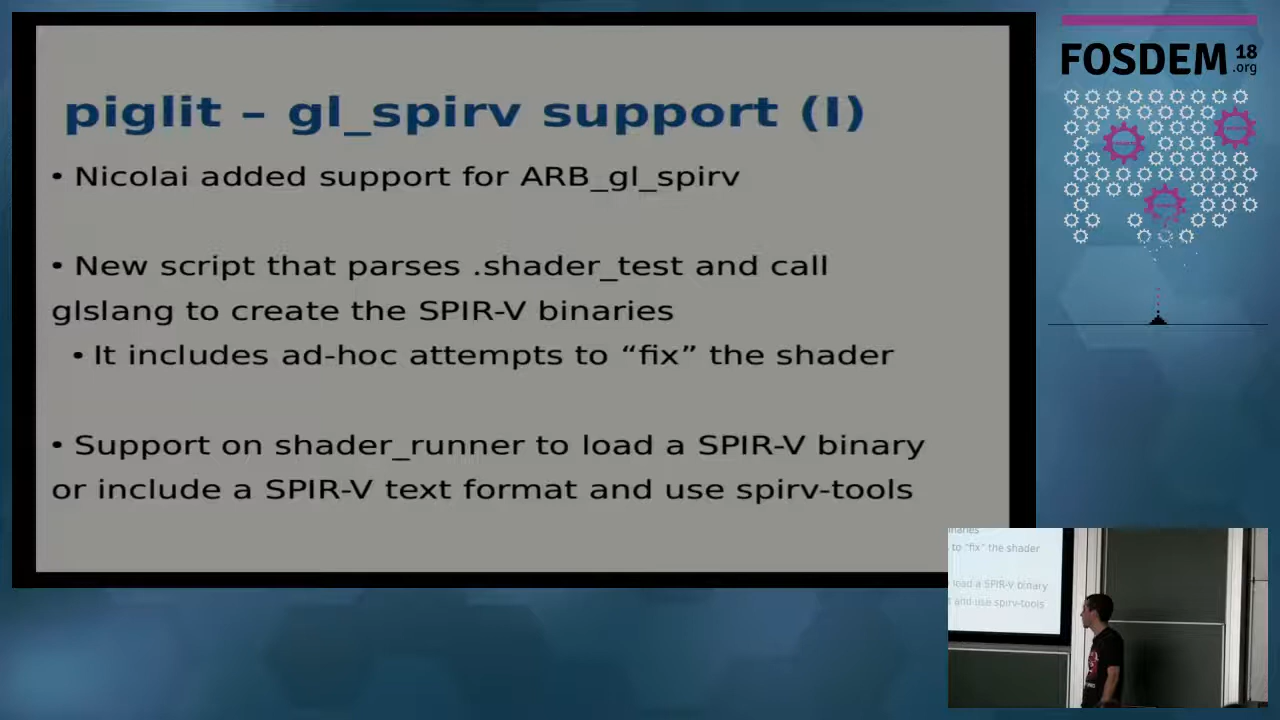 piglit – gl_spirv support (I)
• Nicolai added support for ARB_gl_spirv
• New script that parses .shader_test and call
glslang to create the SPIR-V binaries
• It includes ad-hoc attempts to “fix” the shader
• Support on shader_runner to load a SPIR-V binary
or include a SPIR-V text format and use spirv-tools
FOSDEM 18
.org
to “fix” the shader
load a SPIR-V binary
and use spirv-tools